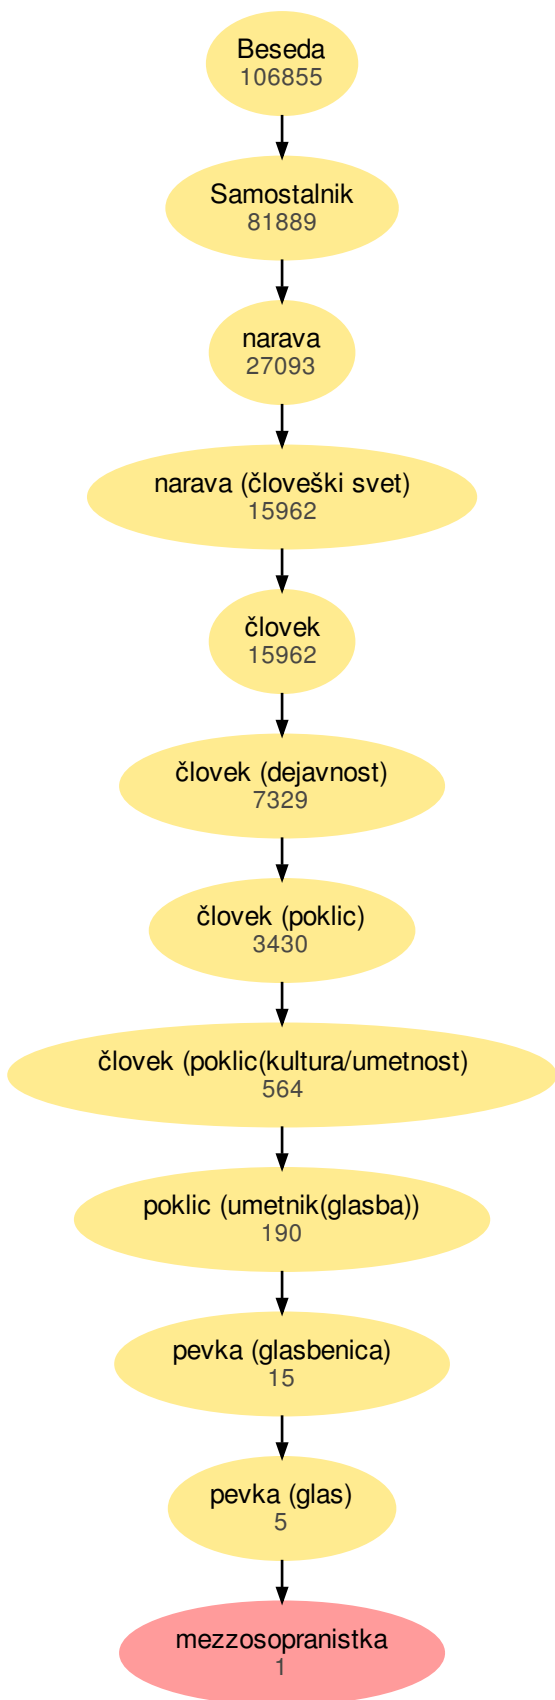 Beseda
106855
Samostalnik
81889
narava
27093
narava (človeški svet)
15962
človek
15962
človek (dejavnost)
7329
človek (poklic)
3430
človek (poklic(kultura/umetnost)
564
poklic (umetnik(glasba))
190
pevka (glasbenica)
15
pevka (glas)
5
mezzosopranistka
1